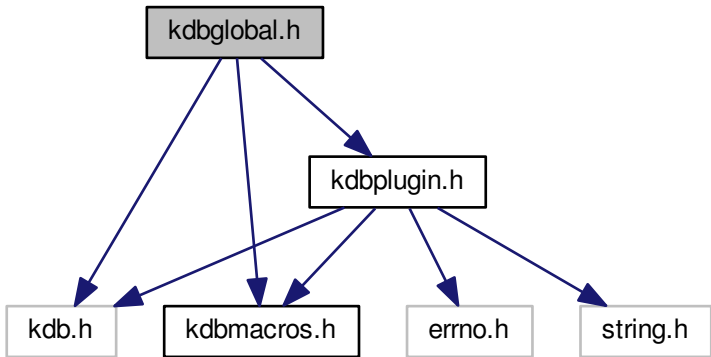 kdbglobal.h
kdbplugin.h
kdb.h
kdbmacros.h
errno.h
string.h